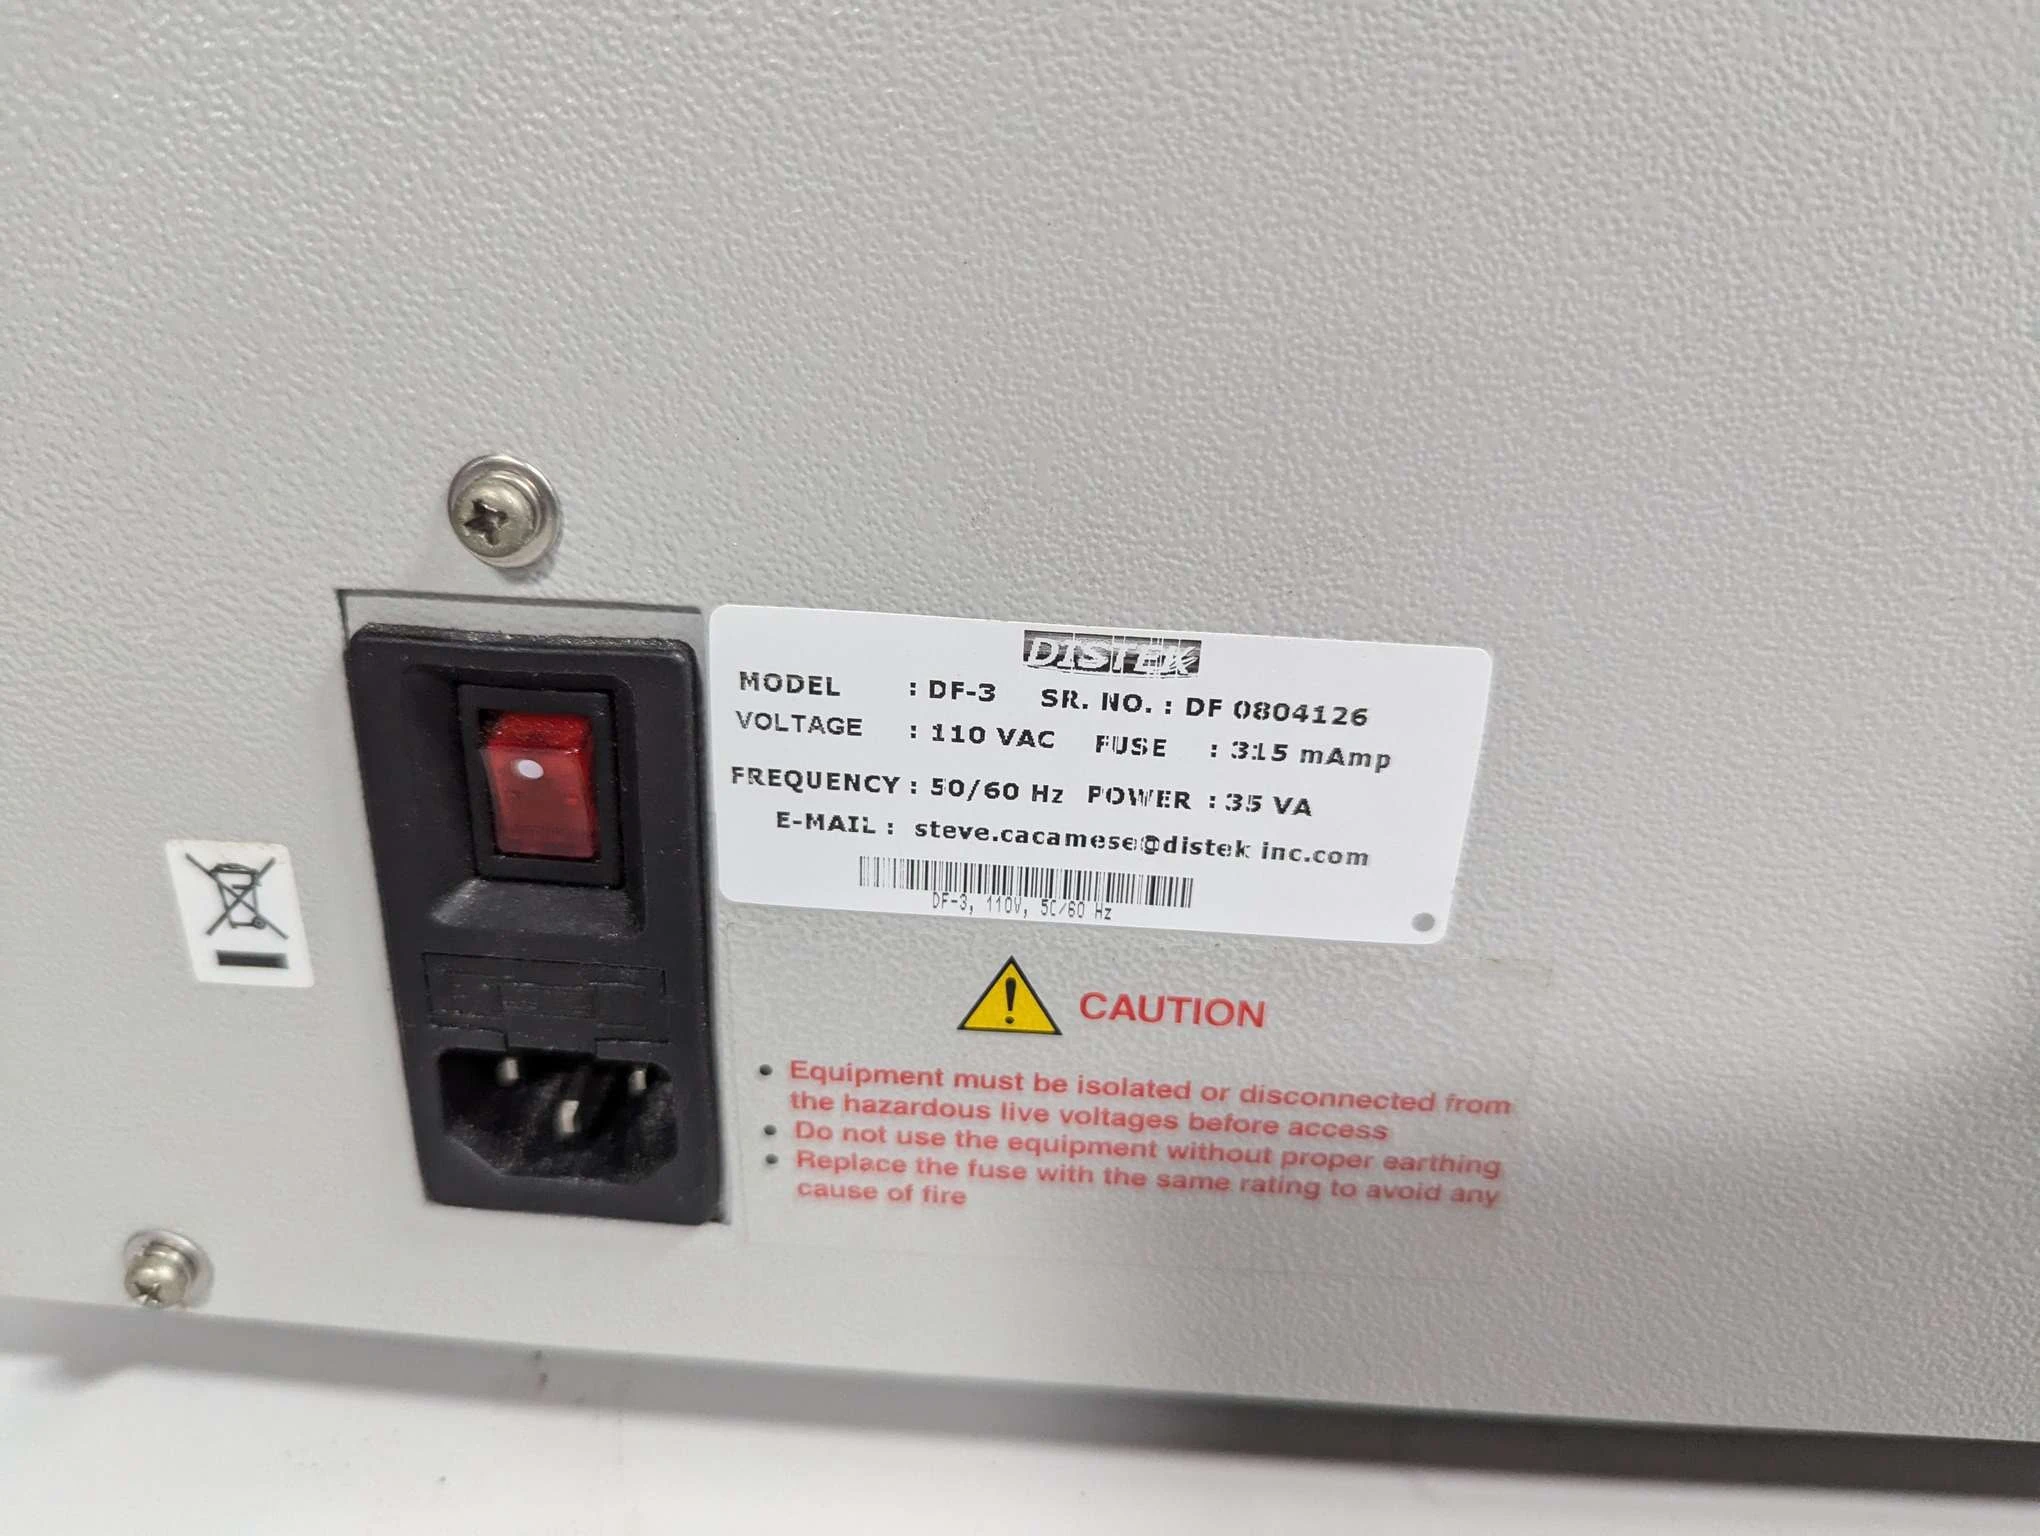 DISTEK
MODEL : DF-3 SR. NO. : DF 0804126
VOLTAGE : 110 VAC FUSE : 315 mAmp
FREQUENCY : 50/60 Hz POWER : 35 VA
E-MAIL : steve.cacamese@distek inc.com
DF-3, 110V, 50/60 Hz
CAUTION
• Equipment must be isolated or disconnected from
the hazardous live voltages before access
• Do not use the equipment without proper earthing
• Replace the fuse with the same rating to avoid any
cause of fire